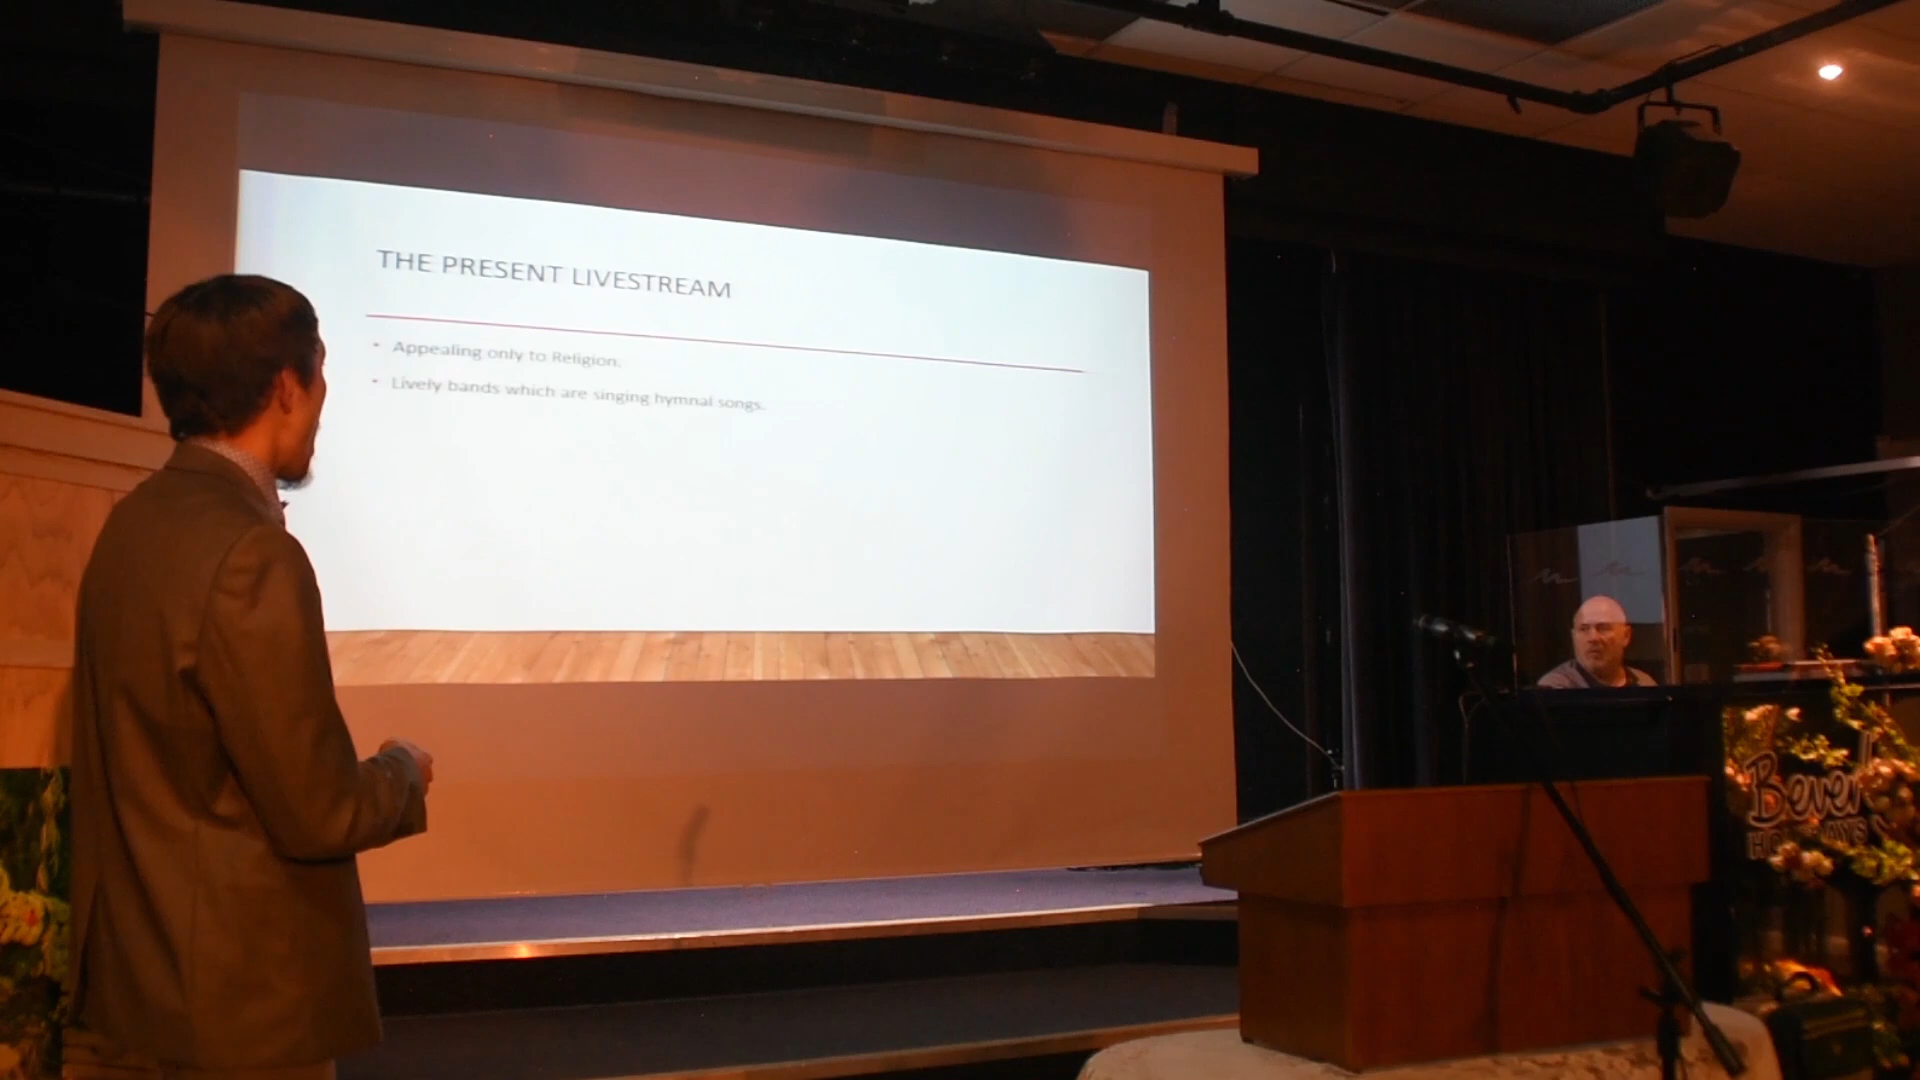 THE PRESENT LIVESTREAM
• Appealing only to Religion.
• Lively bands which are singing hymnal songs.